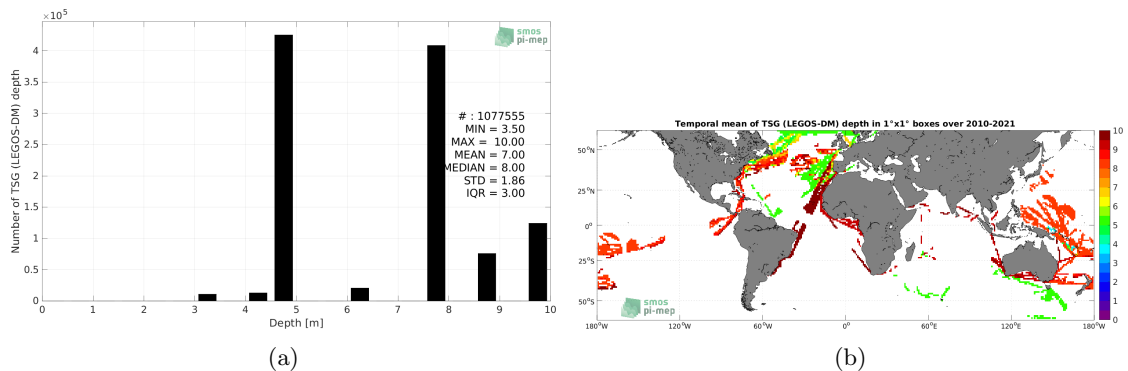 ×10⁵
4
3.5
3
2.5
2
1.5
1
0.5
0
Number of TSG (LEGOS-DM) depth
smos
pi-mep
# : 1077555
MIN = 3.50
MAX = 10.00
MEAN = 7.00
MEDIAN = 8.00
STD = 1.86
IQR = 3.00
0 1 2 3 4 5 6 7 8 9 10
Depth [m]
(a)
Temporal mean of TSG (LEGOS-DM) depth in 1°x1° boxes over 2010-2021
50°N
25°N
0°
25°S
50°S
smos
pi-mep
180°W 120°W 60°W 0° 60°E 120°E 180°E
10
9
8
7
6
5
4
3
2
1
0
(b)